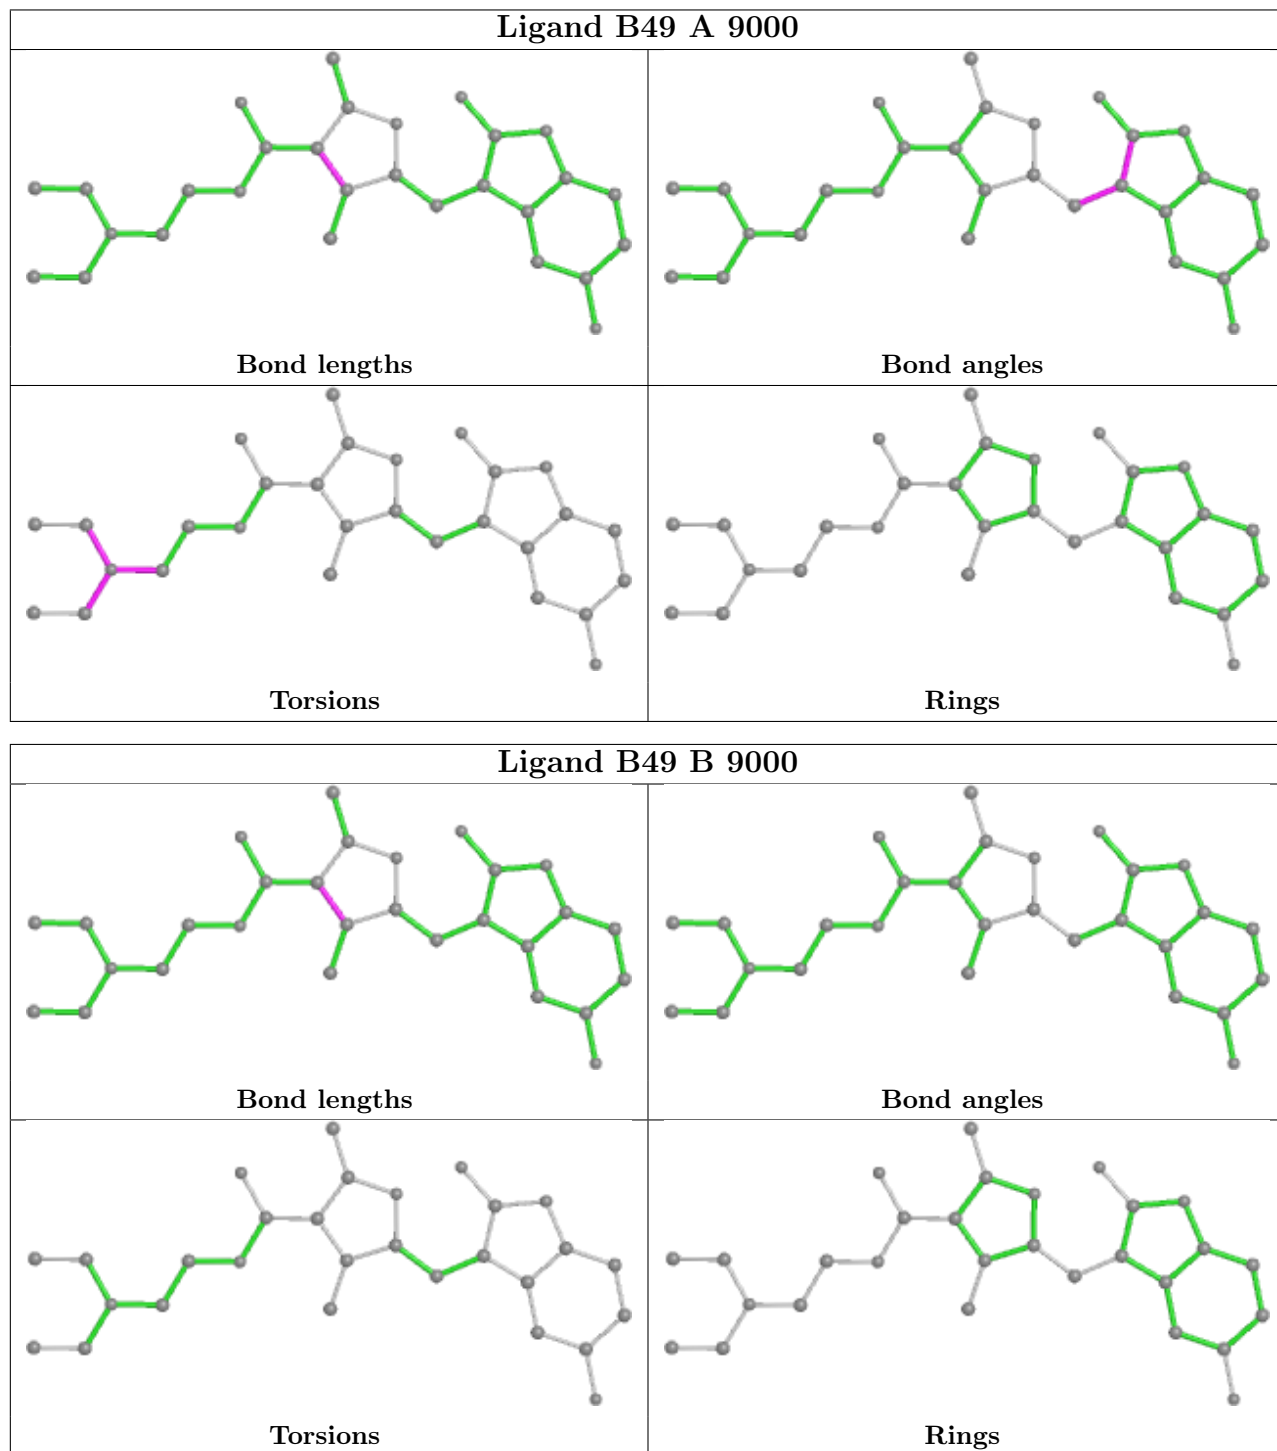 Ligand B49 A 9000
Bond lengths
Bond angles
Torsions
Rings
Ligand B49 B 9000
Bond lengths
Bond angles
Torsions
Rings